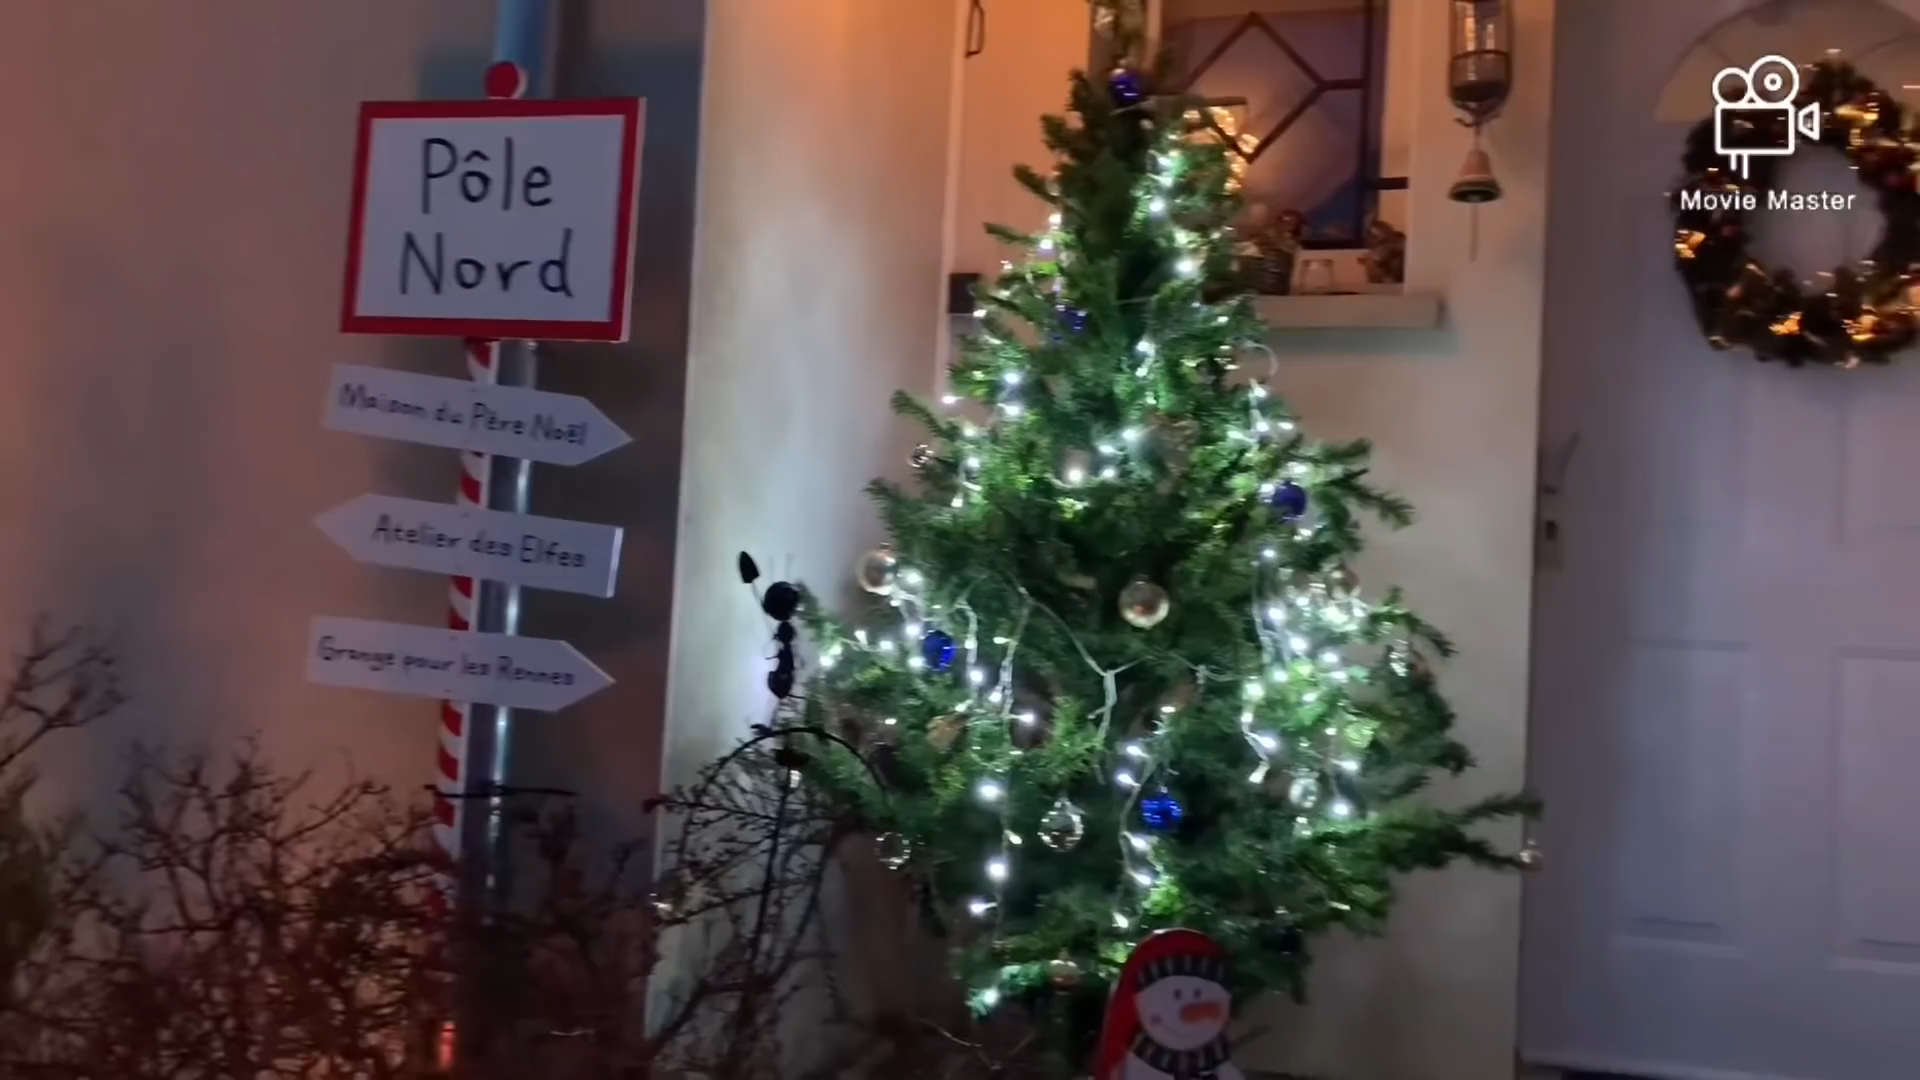 Pôle
Nord
Maison du Père Noël
Atelier des Elfes
Grange pour les Rennes
Movie Master